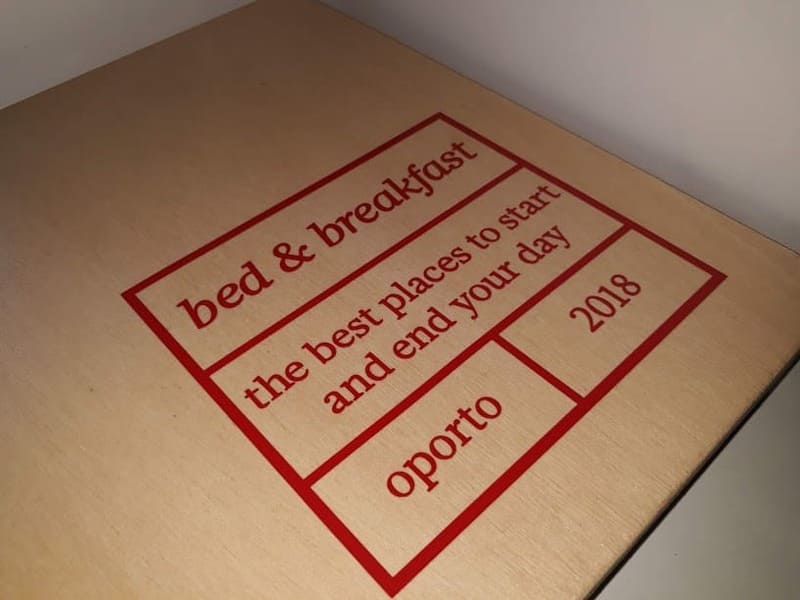 bed & breakfast
the best places to start
and end your day
oporto
2018